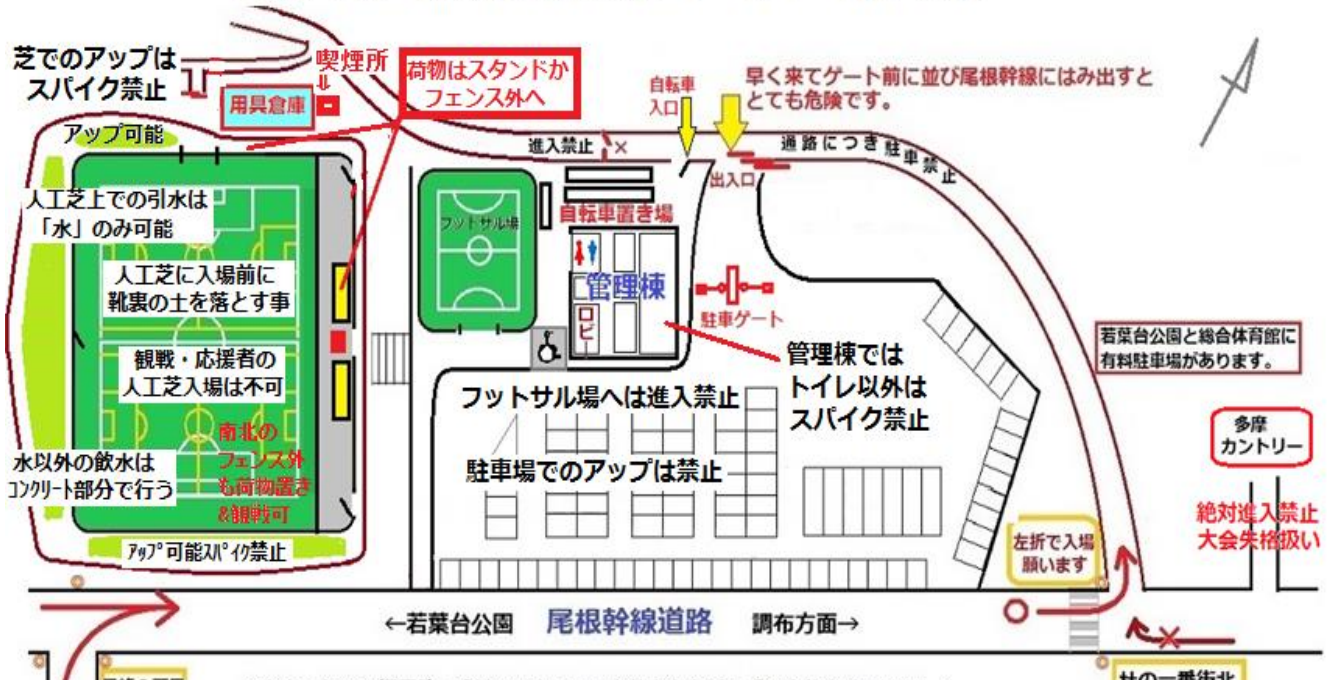 芝でのアップは
スパイク禁止
喫煙所
⇓
用具倉庫
荷物はスタンドか
フェンス外へ
自転車
入口
早く来てゲート前に並び尾根幹線にはみ出すと
とても危険です。
アップ可能
進入禁止
×
通路につき駐車禁止
出入口
人工芝上での引水は
「水」のみ可能
フットサル場
自転車置き場
人工芝に入場前に
靴裏の土を落とす事
管理棟
ロビ
駐車ゲート
観戦・応援者の
人工芝入場は不可
若葉台公園と総合体育館に
有料駐車場があります。
管理棟では
トイレ以外は
スパイク禁止
フットサル場へは進入禁止
多摩
カントリー
南北の
フェンス外
も荷物置き
&観戦可
水以外の飲水は
コンクリート部分で行う
駐車場でのアップは禁止
絶対進入禁止
大会失格扱い
左折で入場
願います
アップ可能スパイク禁止
←若葉台公園
尾根幹線道路
調布方面→